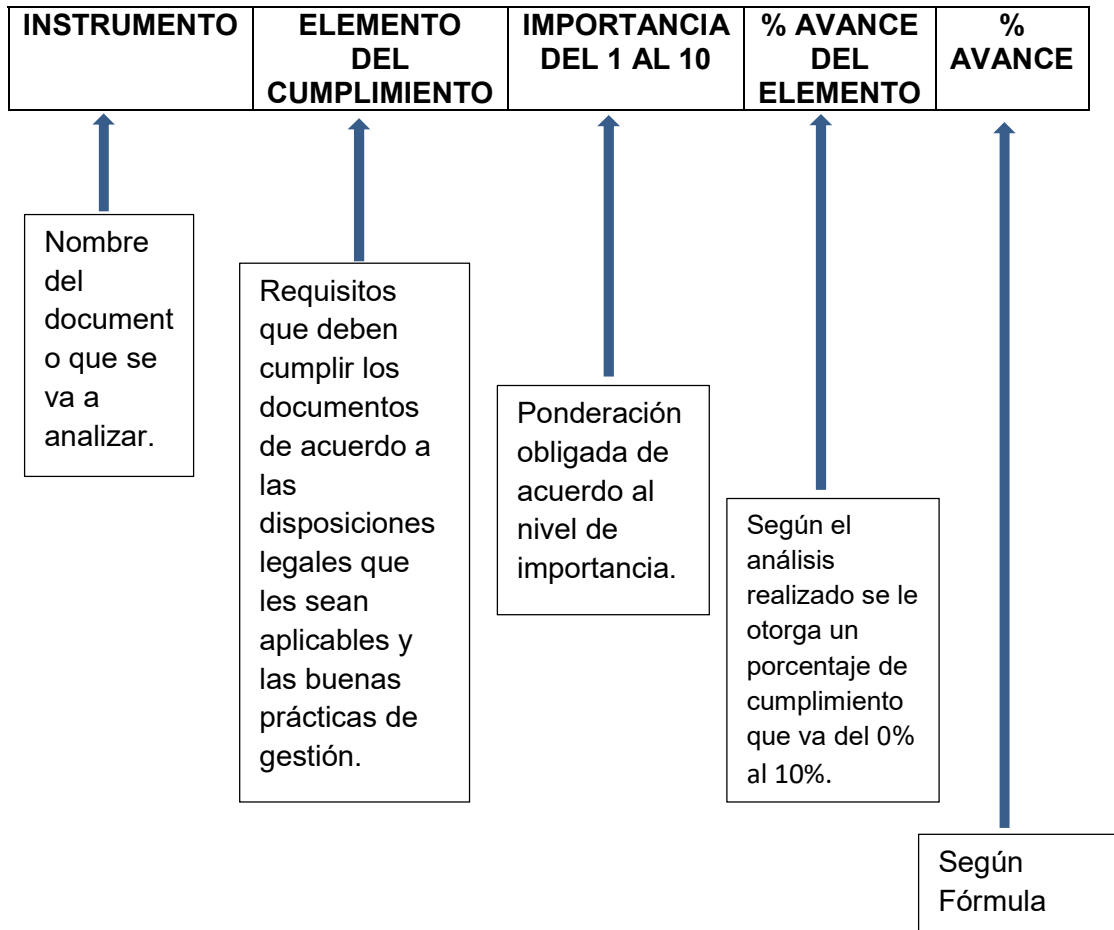 INSTRUMENTO
ELEMENTO
DEL
CUMPLIMIENTO
IMPORTANCIA
DEL 1 AL 10
% AVANCE
DEL
ELEMENTO
%
AVANCE
Nombre
del
document
o que se
va a
analizar.
Requisitos
que deben
cumplir los
documentos
de acuerdo a
las
disposiciones
legales que
les sean
aplicables y
las buenas
prácticas de
gestión.
Ponderación
obligada de
acuerdo al
nivel de
importancia.
Según el
análisis
realizado se le
otorga un
porcentaje de
cumplimiento
que va del 0%
al 10%.
Según
Fórmula